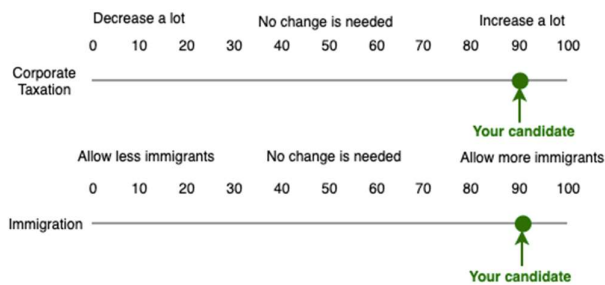 Decrease a lot No change is needed Increase a lot
0 10 20 30 40 50 60 70 80 90 100
Corporate
Taxation
Your candidate
Allow less immigrants No change is needed Allow more immigrants
0 10 20 30 40 50 60 70 80 90 100
Immigration
Your candidate